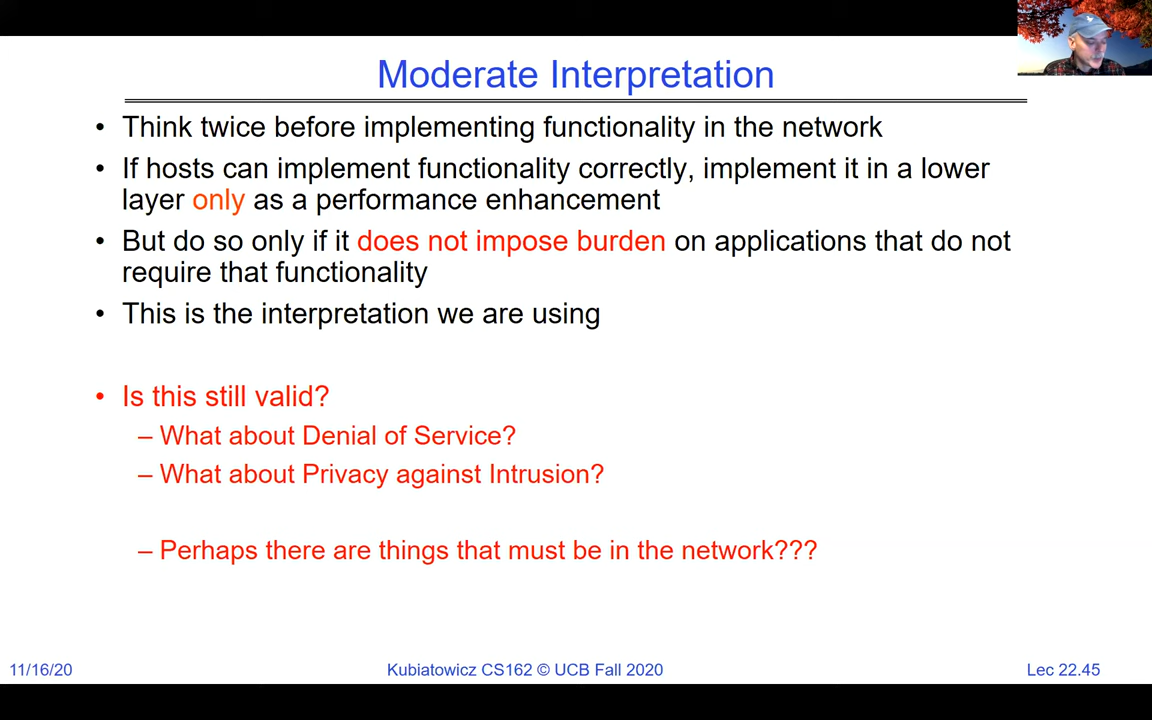 Moderate Interpretation
• Think twice before implementing functionality in the network
• If hosts can implement functionality correctly, implement it in a lower
layer only as a performance enhancement
• But do so only if it does not impose burden on applications that do not
require that functionality
• This is the interpretation we are using
• Is this still valid?
– What about Denial of Service?
– What about Privacy against Intrusion?
– Perhaps there are things that must be in the network???
11/16/20 Kubiatowicz CS162 © UCB Fall 2020 Lec 22.45